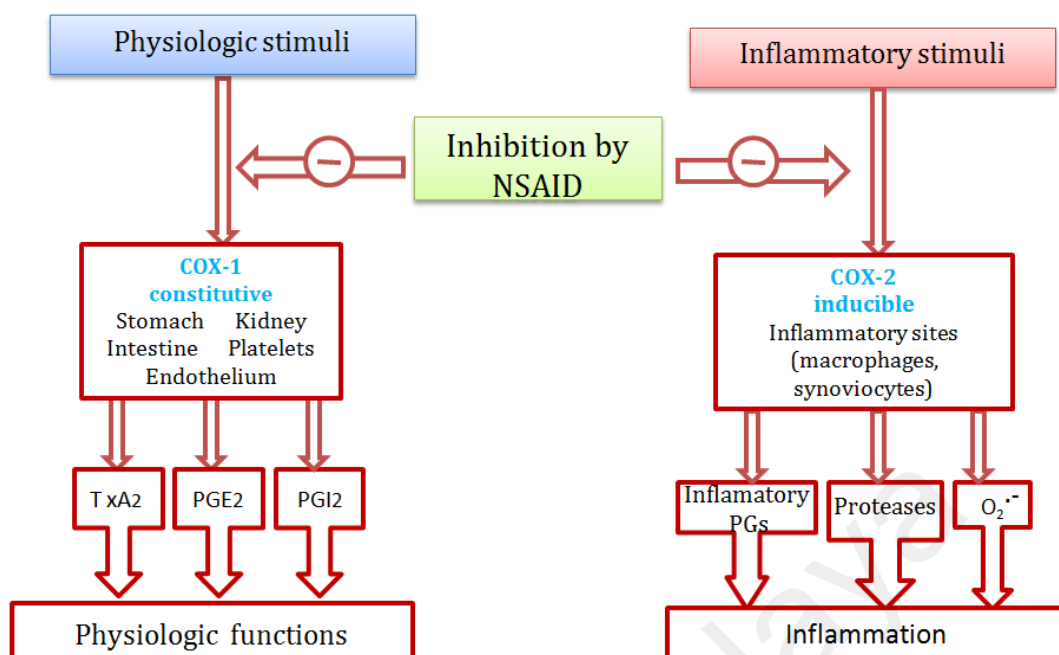 Physiologic stimuli
Inflammatory stimuli
Inhibition by
NSAID
COX-1
constitutive
Stomach Kidney
Intestine Platelets
Endothelium
COX-2
inducible
Inflammatory sites
(macrophages,
synoviocytes)
TxA2
PGE2
PGI2
Inflamatory
PGs
Proteases
O₂·⁻
Physiologic functions
Inflammation